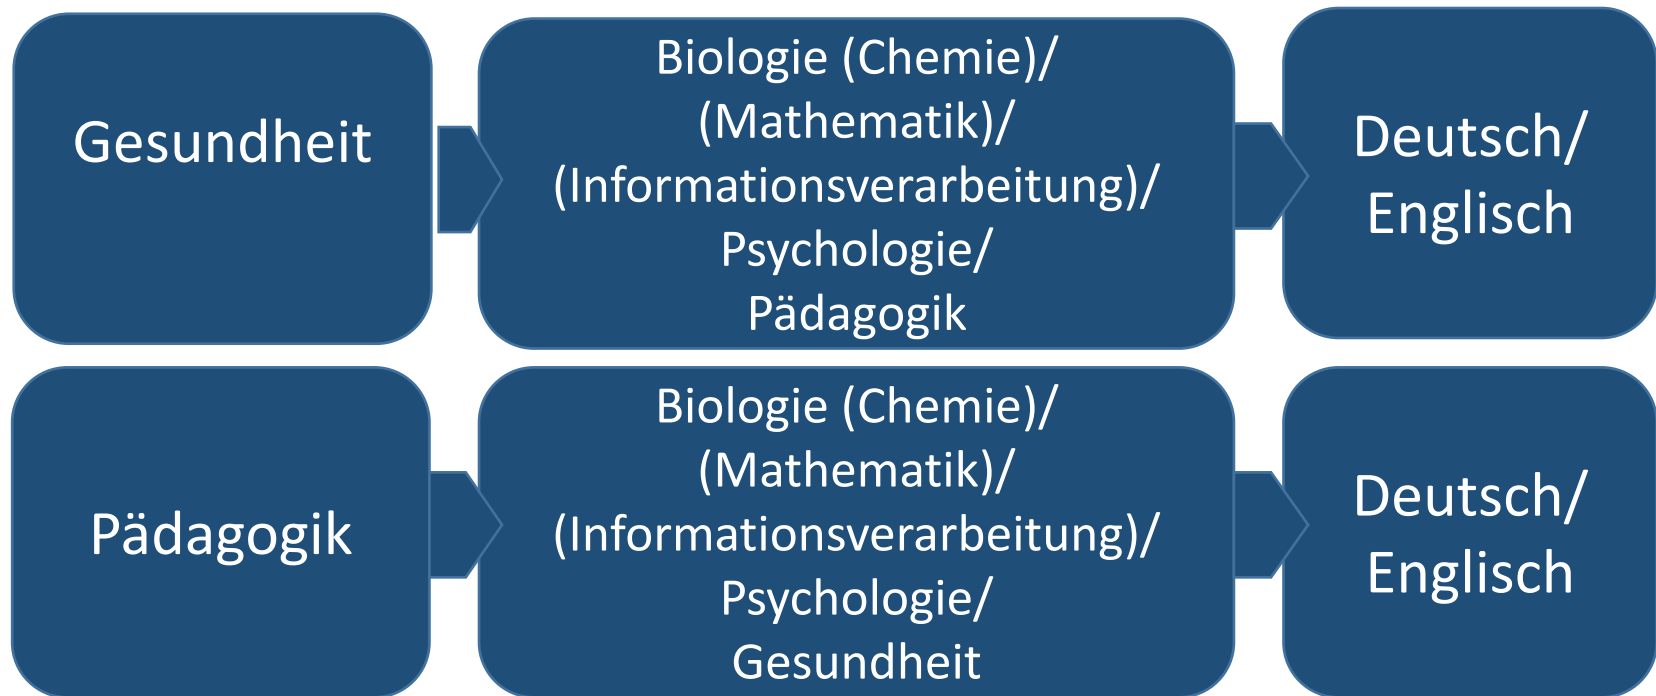 Gesundheit
Biologie (Chemie)/
(Mathematik)/
(Informationsverarbeitung)/
Psychologie/
Pädagogik
Deutsch/
Englisch
Pädagogik
Biologie (Chemie)/
(Mathematik)/
(Informationsverarbeitung)/
Psychologie/
Gesundheit
Deutsch/
Englisch